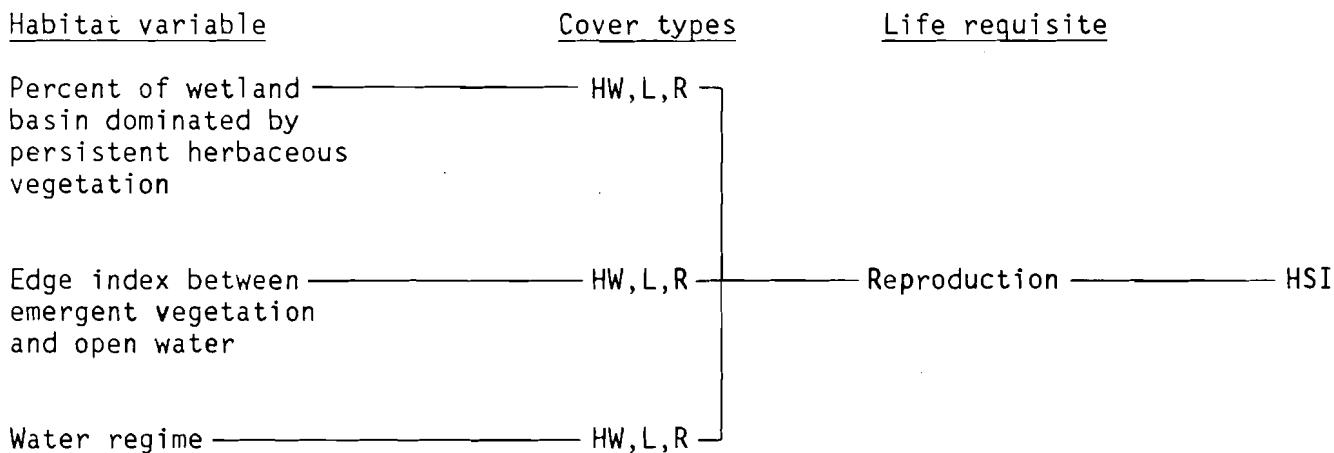 Habitat variable Cover types Life requisite
Percent of wetland HW,L,R
basin dominated by
persistent herbaceous
vegetation
Edge index between HW,L,R Reproduction HSI
emergent vegetation
and open water
Water regime HW,L,R